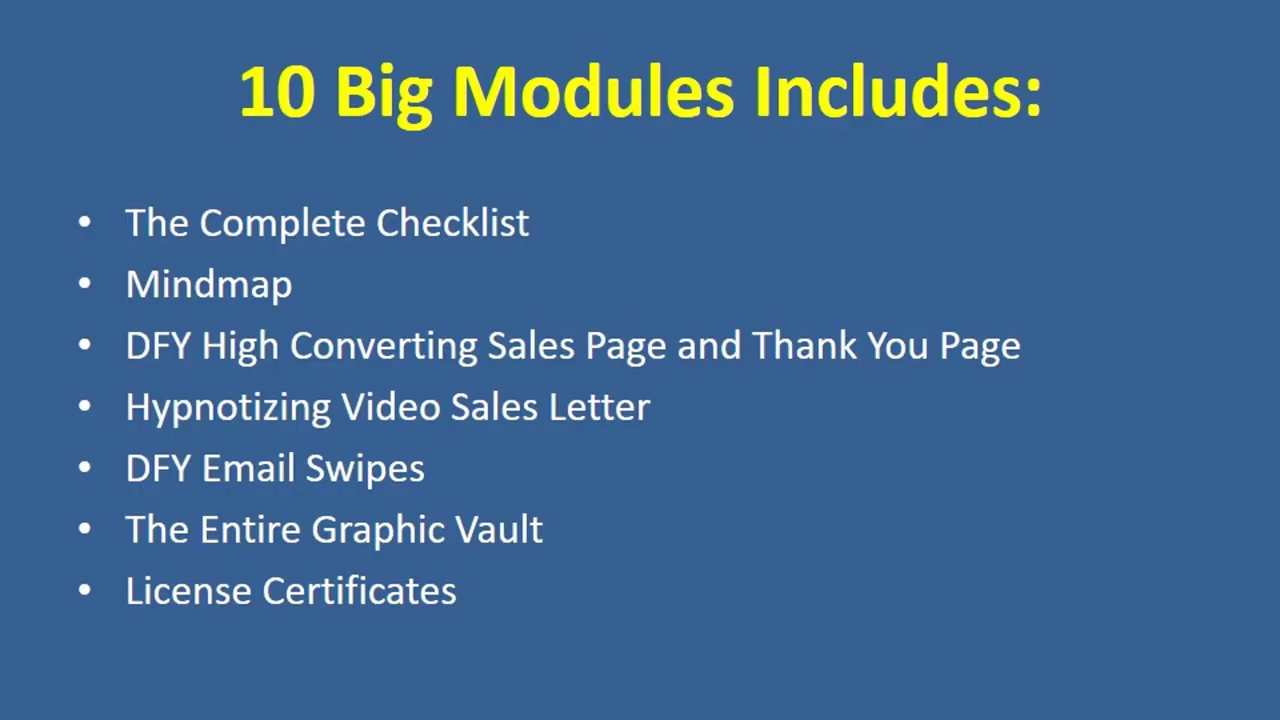 10 Big Modules Includes:
• The Complete Checklist
• Mindmap
• DFY High Converting Sales Page and Thank You Page
• Hypnotizing Video Sales Letter
• DFY Email Swipes
• The Entire Graphic Vault
• License Certificates